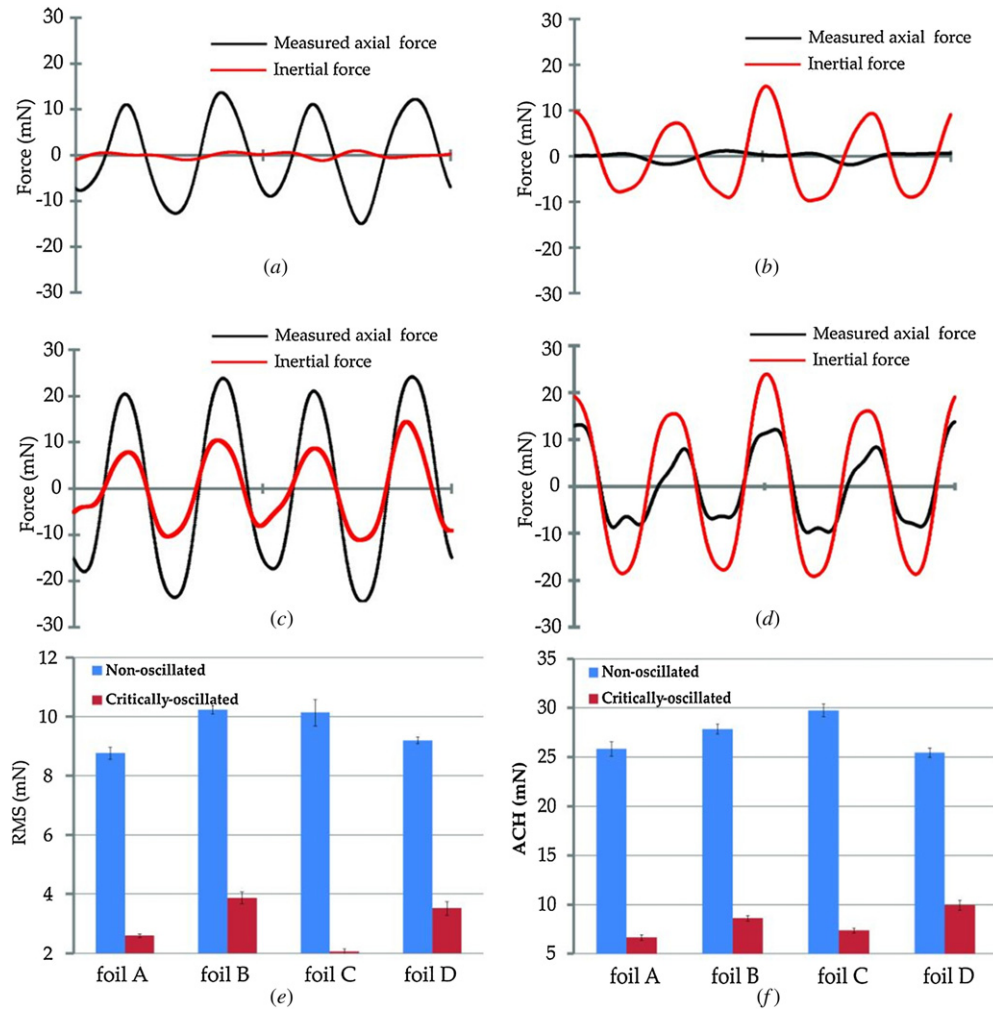 30
20
10
0
-10
-20
-30
Force (mN)
Measured axial force
Inertial force
(a)
30
20
10
0
-10
-20
-30
Force (mN)
Measured axial force
Inertial force
(b)
30
20
10
0
-10
-20
-30
Force (mN)
Measured axial force
Inertial force
(c)
30
20
10
0
-10
-20
-30
Force (mN)
Measured axial force
Inertial force
(d)
12
10
8
6
4
2
RMS (mN)
Non-oscillated
Critically-oscillated
foil A foil B foil C foil D
(e)
35
30
25
20
15
10
5
ACH (mN)
Non-oscillated
Critically-oscillated
foil A foil B foil C foil D
(f)